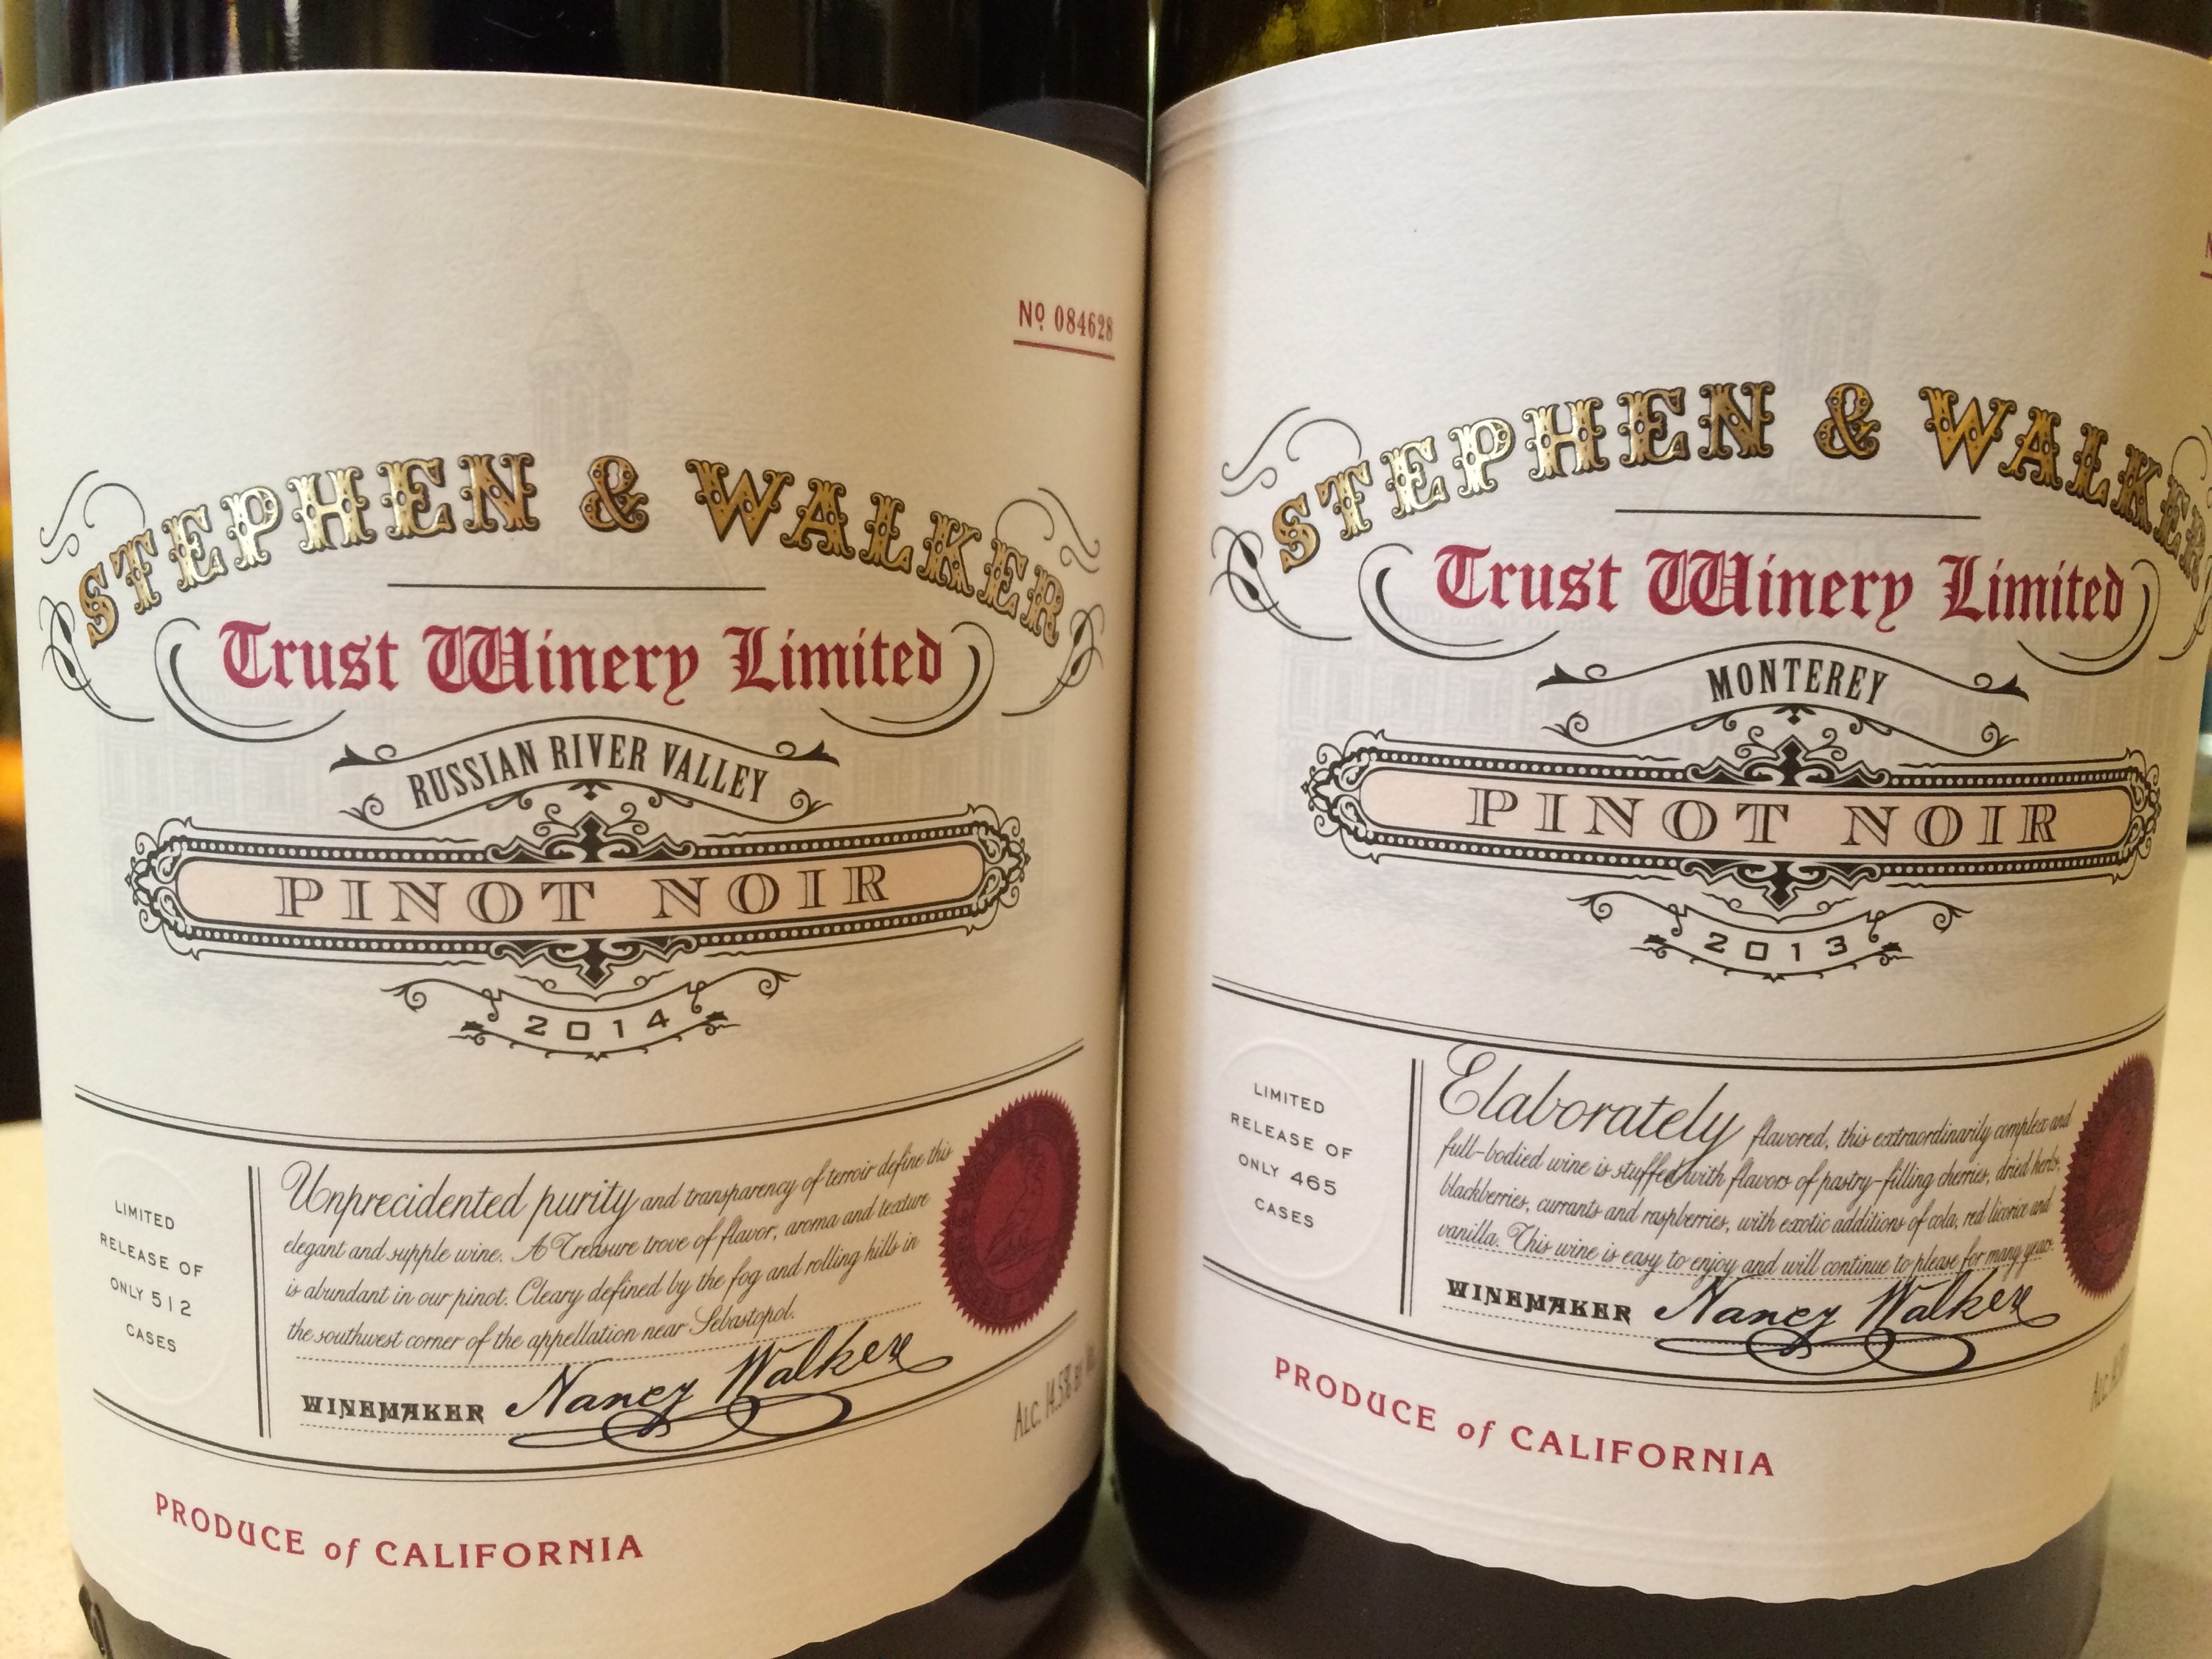 Nº 084628
STEPHEN & WALKER
Trust Winery Limited
RUSSIAN RIVER VALLEY
PINOT NOIR
2014
LIMITED
RELEASE OF
ONLY 512
CASES
Unprecidented purity and transparency of terroir define this
elegant and supple wine. A Treasure trove of flavor, aroma and texture
is abundant in our pinot. Cleary defined by the fog and rolling hills in
the southwest corner of the appellation near Sebastopol.
WINEMAKER Nancy Walker
ALC. 14.5% BY
PRODUCE of CALIFORNIA
STEPHEN & WALKER
Trust Winery Limited
MONTEREY
PINOT NOIR
2013
LIMITED
RELEASE OF
ONLY 465
CASES
Elaborately flavored, this extraordinarily complex and
full-bodied wine is stuffed with flavors of pastry-filling cherries, dried herbs,
blackberries, currants and raspberries, with exotic additions of cola, red licorice and
vanilla. This wine is easy to enjoy and will continue to please for many years.
WINEMAKER Nancy Walker
ALC.
PRODUCE of CALIFORNIA